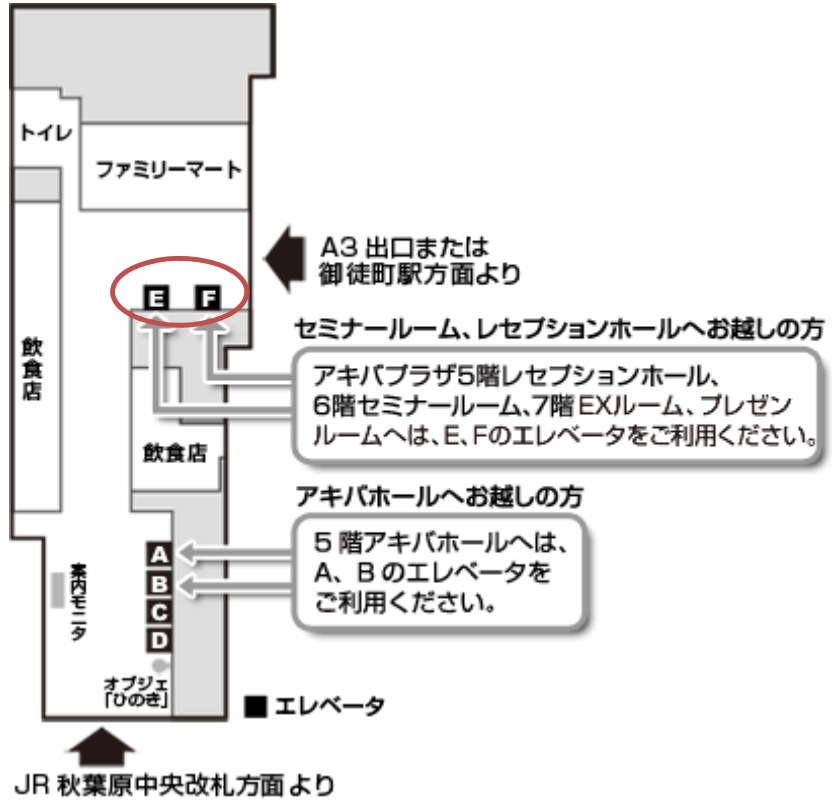 トイレ
ファミリーマート
A3 出口または
御徒町駅方面より
E F
セミナールーム、レセプションホールへお越しの方
アキバプラザ5階レセプションホール、
6階セミナールーム、7階EXルーム、プレゼン
ルームへは、E、Fのエレベータをご利用ください。
飲食店
飲食店
アキバホールへお越しの方
5 階アキバホールへは、
A、B のエレベータを
ご利用ください。
A
B
C
D
案内モニタ
オブジェ
「ひのき」
エレベータ
JR 秋葉原中央改札方面より